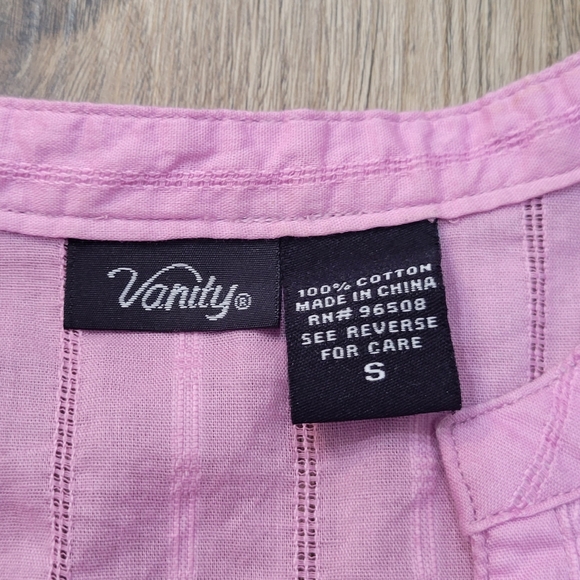 Vanity®
100% COTTON
MADE IN CHINA
RN# 96508
SEE REVERSE
FOR CARE
S